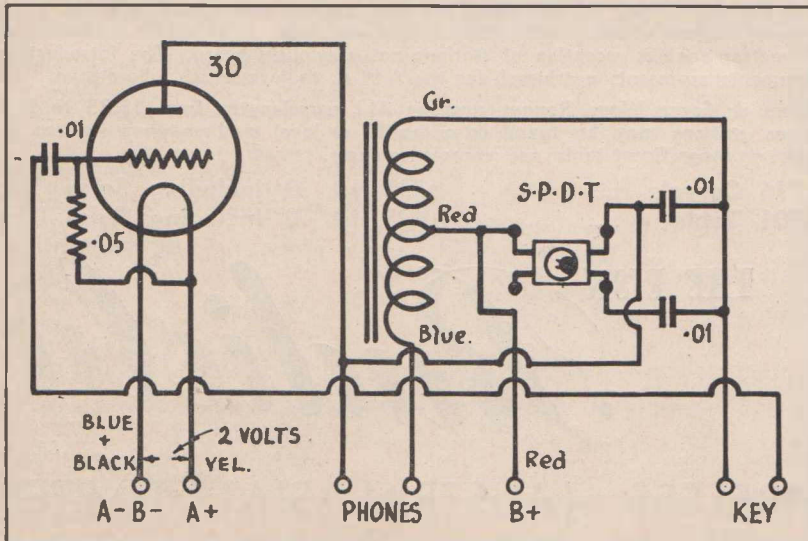 30
Gr.
.01
S.P.D.T
.01
Red
.05
.01
Blue.
BLUE
+
BLACK
2 VOLTS
YEL.
Red
A- B- A+ PHONES B+ KEY